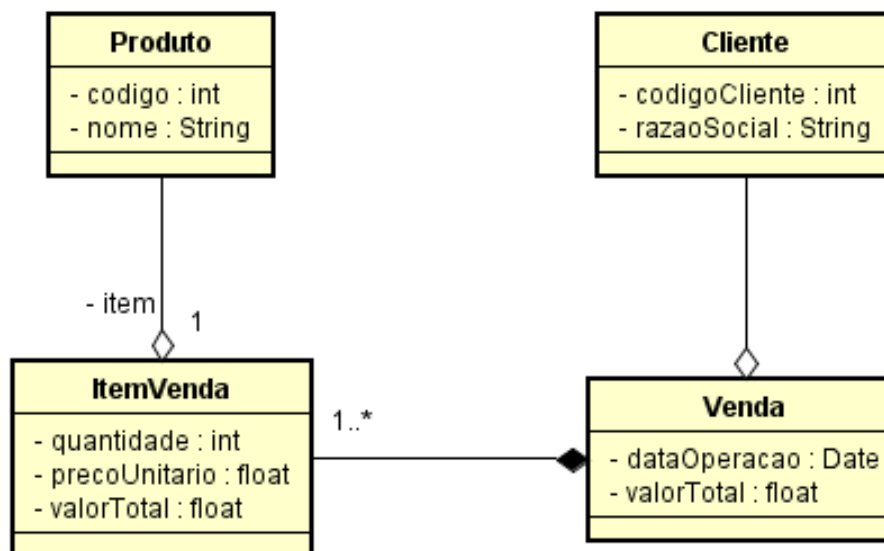 Produto
- codigo : int
- nome : String
Cliente
- codigoCliente : int
- razaoSocial : String
- item
1
ItemVenda
- quantidade : int
- precoUnitario : float
- valorTotal : float
1..*
Venda
- dataOperacao : Date
- valorTotal : float